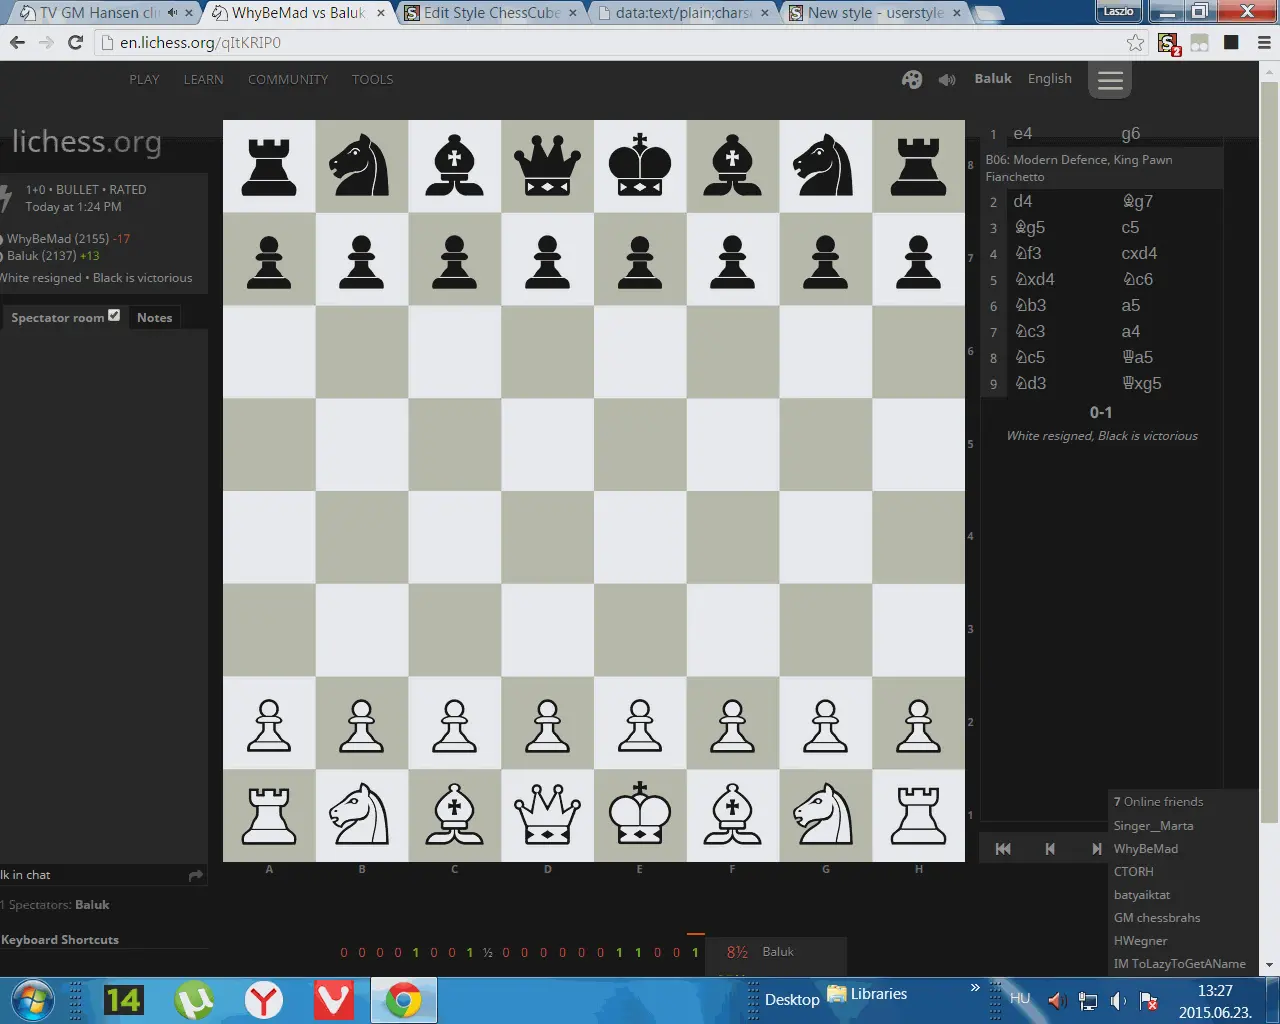 TV GM Hansen cli
WhyBeMad vs Baluk
Edit Style ChessCube
data:text/plain;chars
New style - userstyle
Laszlo
en.lichess.org/qItKRIP0
2
PLAY LEARN COMMUNITY TOOLS
Baluk English
lichess.org
1+0 • BULLET • RATED
Today at 1:24 PM
WhyBeMad (2155) -17
Baluk (2137) +13
White resigned • Black is victorious
Spectator room Notes
lk in chat
1 Spectators: Baluk
Keyboard Shortcuts
8
7
6
5
4
3
2
1
A B C D E F G H
1 e4 g6
B06: Modern Defence, King Pawn
Fianchetto
2 d4 ♗g7
3 ♗g5 c5
4 ♘f3 cxd4
5 ♘xd4 ♘c6
6 ♘b3 a5
7 ♘c3 a4
8 ♘c5 ♕a5
9 ♘d3 ♕xg5
0-1
White resigned, Black is victorious
7 Online friends
Singer_Marta
WhyBeMad
CTORH
batyaiktat
GM chessbrahs
HWegner
IM ToLazyToGetAName
0 0 0 0 1 0 0 1 ½ 0 0 0 0 0 0 1 1 0 0 1 8½ Baluk
14
Desktop
Libraries
»
HU
13:27
2015.06.23.